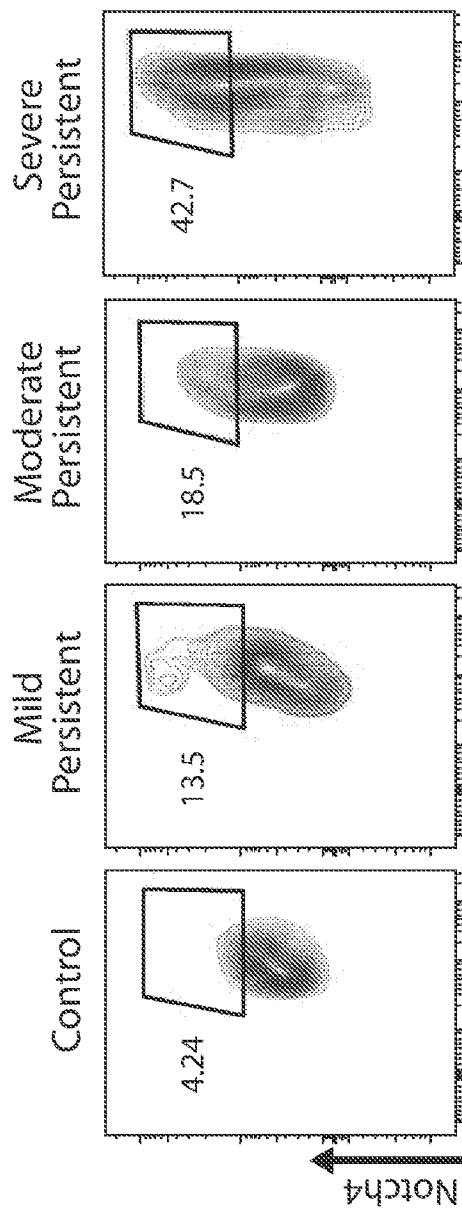 Control
Mild
Persistent
Moderate
Persistent
Severe
Persistent
4.24
13.5
18.5
42.7
Notch4